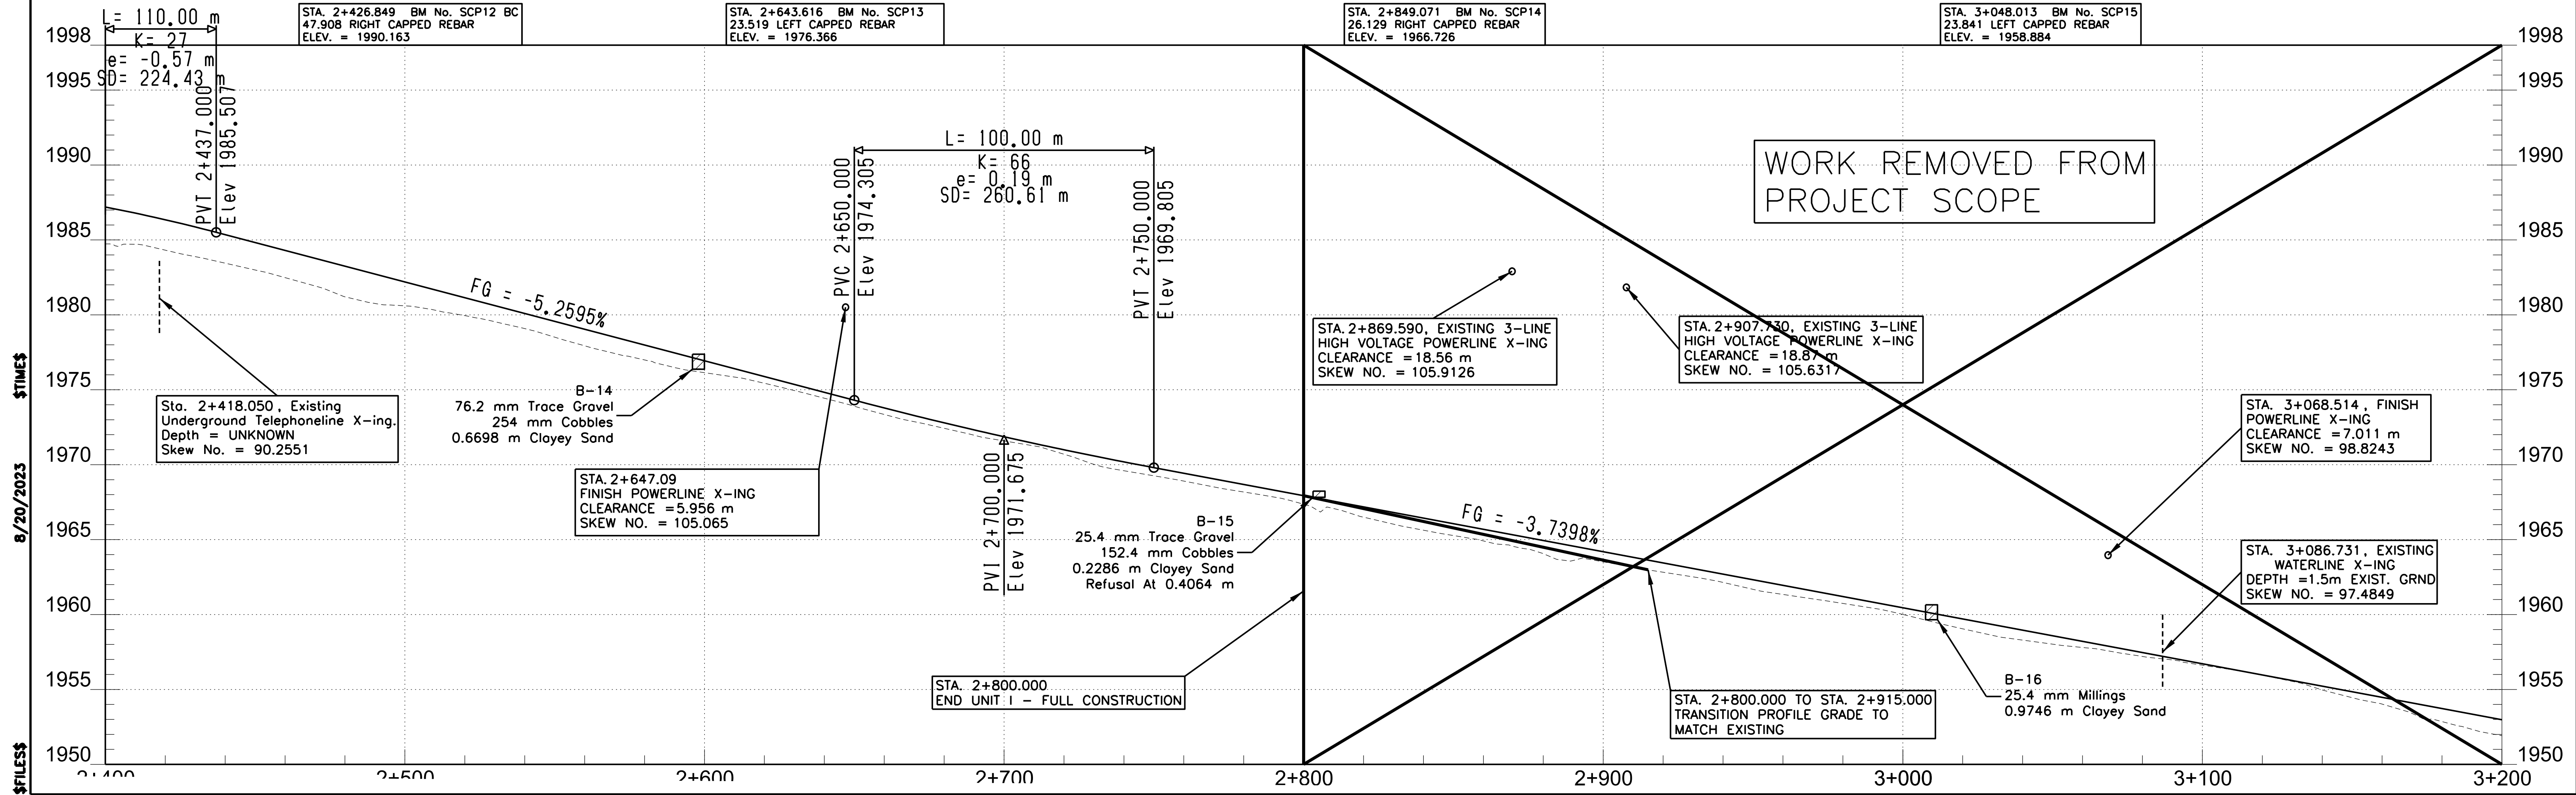 L= 110.00 m
K= 27
e= -0.57 m
SD= 224.43 m
PVT 2+437.000
Elev 1985.507
STA. 2+426.849 BM No. SCP12 BC
47.908 RIGHT CAPPED REBAR
ELEV. = 1990.163
STA. 2+643.616 BM No. SCP13
23.519 LEFT CAPPED REBAR
ELEV. = 1976.366
STA. 2+849.071 BM No. SCP14
26.129 RIGHT CAPPED REBAR
ELEV. = 1966.726
STA. 3+048.013 BM No. SCP15
23.841 LEFT CAPPED REBAR
ELEV. = 1958.884
1998
1995
1990
1985
1980
1975
1970
1965
1960
1955
1950
L= 100.00 m
K= 66
e= 0.19 m
SD= 260.61 m
PVC 2+650.000
Elev 1974.305
PVT 2+750.000
Elev 1969.805
PVI 2+700.000
Elev 1971.675
FG = -5.2595%
WORK REMOVED FROM
PROJECT SCOPE
STA. 2+869.590, EXISTING 3-LINE
HIGH VOLTAGE POWERLINE X-ING
CLEARANCE =18.56 m
SKEW NO. = 105.9126
STA. 2+907.730, EXISTING 3-LINE
HIGH VOLTAGE POWERLINE X-ING
CLEARANCE =18.87 m
SKEW NO. = 105.6317
Sta. 2+418.050, Existing
Underground Telephoneline X-ing.
Depth = UNKNOWN
Skew No. = 90.2551
B-14
76.2 mm Trace Gravel
254 mm Cobbles
0.6698 m Clayey Sand
STA. 2+647.09
FINISH POWERLINE X-ING
CLEARANCE =5.956 m
SKEW NO. = 105.065
B-15
25.4 mm Trace Gravel
152.4 mm Cobbles
0.2286 m Clayey Sand
Refusal At 0.4064 m
FG = -3.7398%
STA. 3+068.514, FINISH
POWERLINE X-ING
CLEARANCE =7.011 m
SKEW NO. = 98.8243
STA. 3+086.731, EXISTING
WATERLINE X-ING
DEPTH =1.5m EXIST. GRND
SKEW NO. = 97.4849
STA. 2+800.000
END UNIT I - FULL CONSTRUCTION
STA. 2+800.000 TO STA. 2+915.000
TRANSITION PROFILE GRADE TO
MATCH EXISTING
B-16
25.4 mm Millings
0.9746 m Clayey Sand
1998
1995
1990
1985
1980
1975
1970
1965
1960
1955
1950
2+400
2+500
2+600
2+700
2+800
2+900
3+000
3+100
3+200
$TIME$
8/20/2023
$FILES$